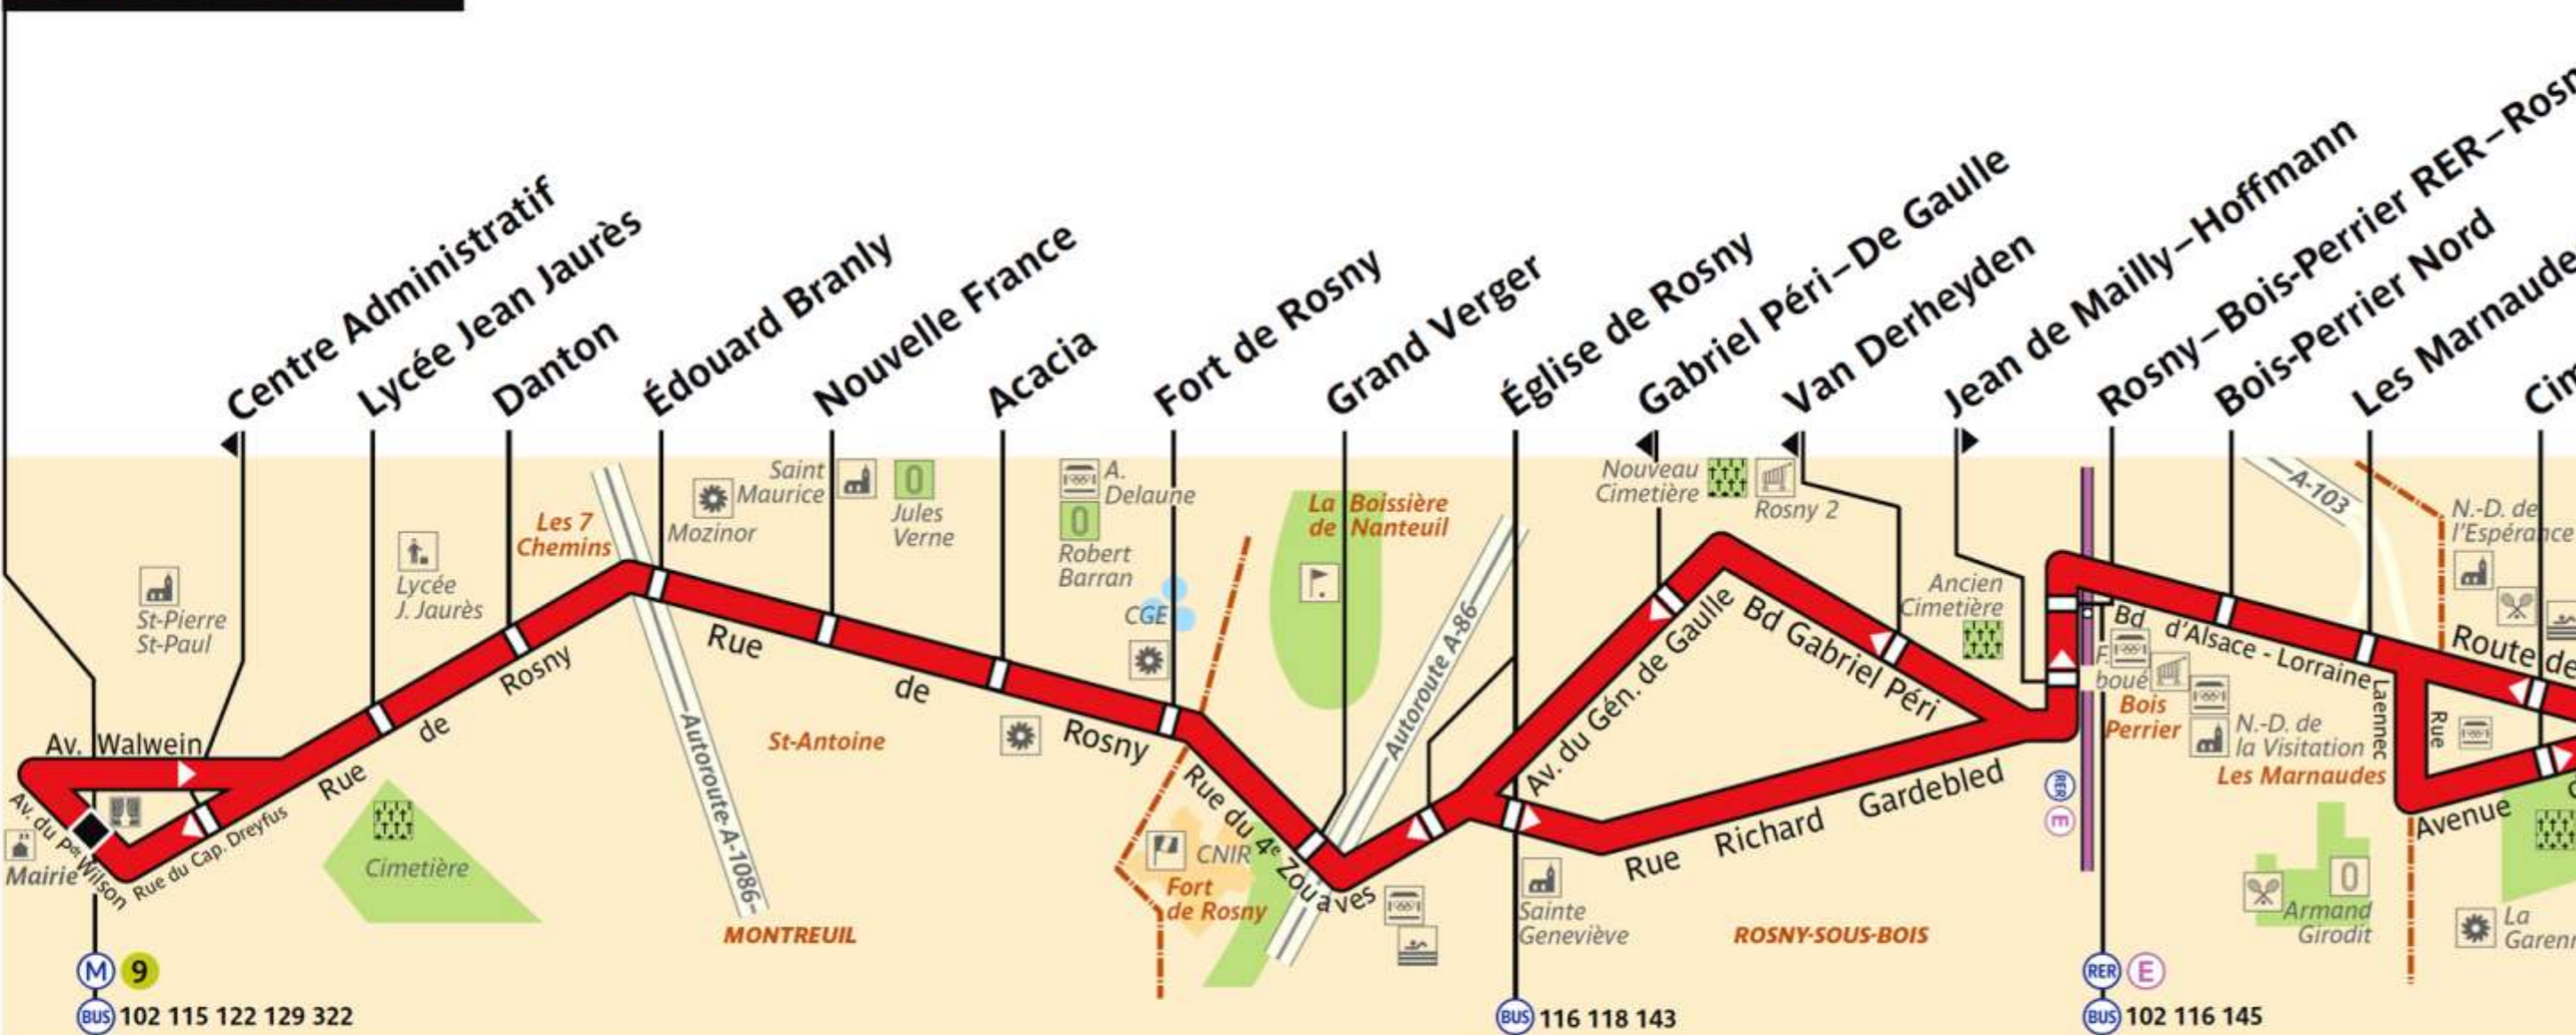 Centre Administratif
Lycée Jean Jaurès
Danton
Édouard Branly
Nouvelle France
Acacia
Fort de Rosny
Grand Verger
Église de Rosny
Gabriel Péri–De Gaulle
Van Derheyden
Jean de Mailly–Hoffmann
Rosny–Bois-Perrier RER–Rosn
Bois-Perrier Nord
Les Marnaude
Cim
St-Pierre
St-Paul
Lycée
J. Jaurès
Les 7
Chemins
Mozinor
Saint
Maurice
Jules
Verne
A.
Delaune
Robert
Barran
CGE
La Boissière
de Nanteuil
Nouveau
Cimetière
Rosny 2
Ancien
Cimetière
A-103
N.-D. de
l'Espérance
Av. Walwein
Av. du Pdt Wilson
Rue du Cap. Dreyfus
Mairie
Rue de Rosny
Cimetière
Autoroute A-1086
Rue de Rosny
St-Antoine
MONTREUIL
Rue du 4e Zouaves
CNIR
Fort
de Rosny
Autoroute A-86
Av. du Gén. de Gaulle
Bd Gabriel Péri
Rue Richard Gardebled
Sainte
Geneviève
ROSNY-SOUS-BOIS
Bd d'Alsace - Lorraine
F.
boué
Bois
Perrier
RER E
N.-D. de
la Visitation
Les Marnaudes
Rue Laennec
Route de
Avenue
Armand
Girodit
La
Garenn
M 9
BUS 102 115 122 129 322
BUS 116 118 143
RER E
BUS 102 116 145